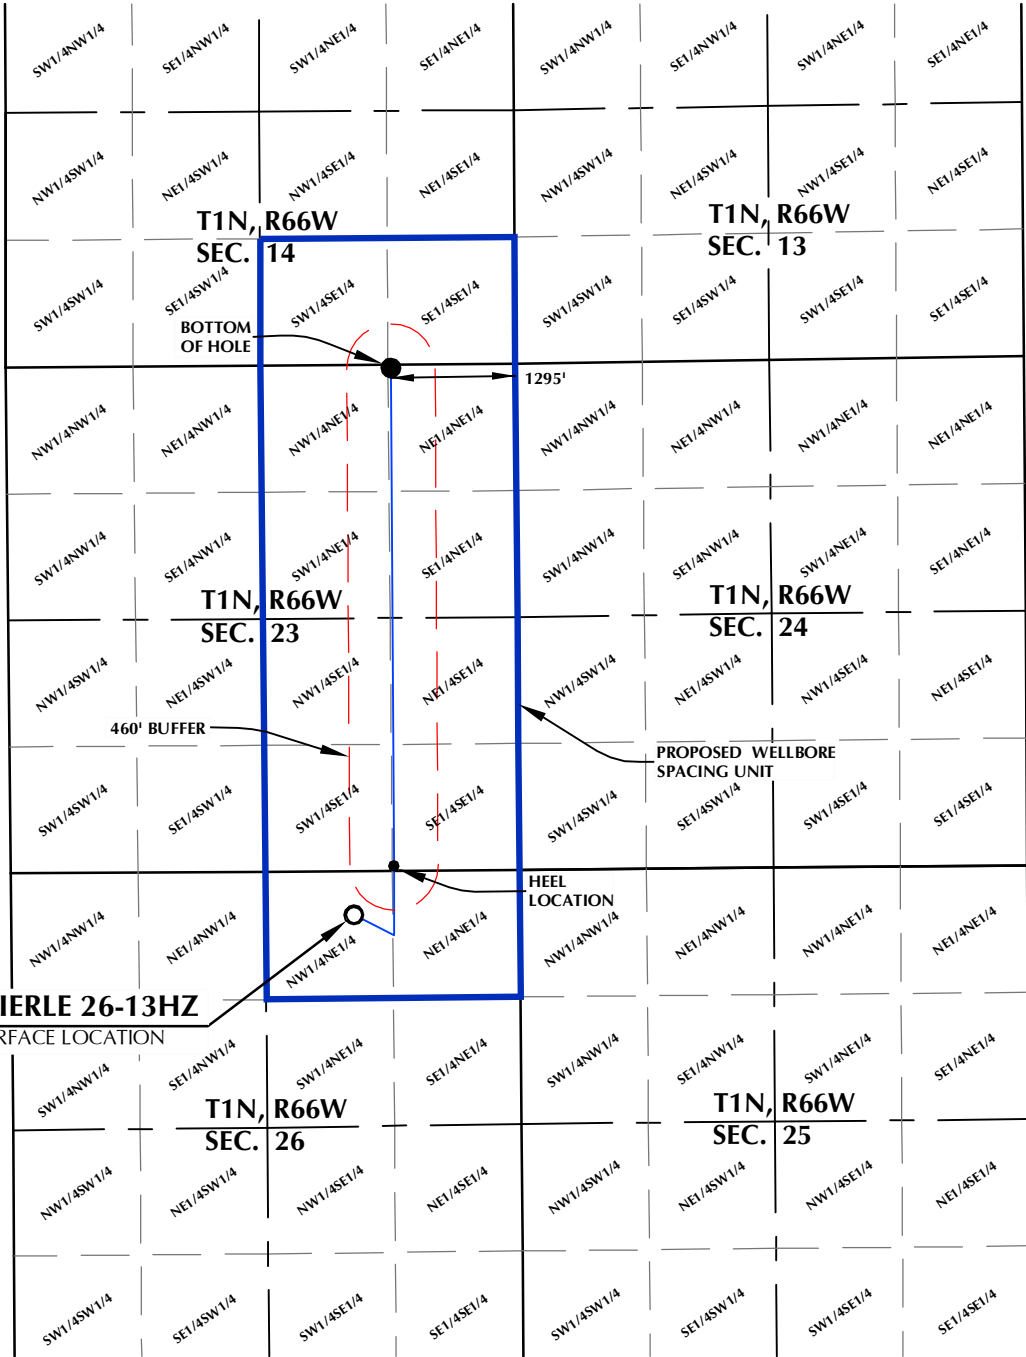 SW1/4NW1/4 SE1/4NW1/4 SW1/4NE1/4 SE1/4NE1/4 SW1/4NW1/4 SE1/4NW1/4 SW1/4NE1/4 SE1/4NE1/4
NW1/4SW1/4 NE1/4SW1/4 NW1/4SE1/4 NE1/4SE1/4 NW1/4SW1/4 NE1/4SW1/4 NW1/4SE1/4 NE1/4SE1/4
T1N, R66W
SEC. 14
T1N, R66W
SEC. 13
SW1/4SW1/4 SE1/4SW1/4 SW1/4SE1/4 SE1/4SE1/4 SW1/4SW1/4 SE1/4SW1/4 SW1/4SE1/4 SE1/4SE1/4
BOTTOM
OF HOLE
1295'
NW1/4NW1/4 NE1/4NW1/4 NW1/4NE1/4 NE1/4NE1/4 NW1/4NW1/4 NE1/4NW1/4 NW1/4NE1/4 NE1/4NE1/4
SW1/4NW1/4 SE1/4NW1/4 SW1/4NE1/4 SE1/4NE1/4 SW1/4NW1/4 SE1/4NW1/4 SW1/4NE1/4 SE1/4NE1/4
T1N, R66W
SEC. 23
T1N, R66W
SEC. 24
NW1/4SW1/4 NE1/4SW1/4 NW1/4SE1/4 NE1/4SE1/4 NW1/4SW1/4 NE1/4SW1/4 NW1/4SE1/4 NE1/4SE1/4
460' BUFFER
PROPOSED WELLBORE
SPACING UNIT
SW1/4SW1/4 SE1/4SW1/4 SW1/4SE1/4 SE1/4SE1/4 SW1/4SW1/4 SE1/4SW1/4 SW1/4SE1/4 SE1/4SE1/4
HEEL
LOCATION
NW1/4NW1/4 NE1/4NW1/4 NW1/4NE1/4 NE1/4NE1/4 NW1/4NW1/4 NE1/4NW1/4 NW1/4NE1/4 NE1/4NE1/4
IERLE 26-13HZ
RFACE LOCATION
SW1/4NW1/4 SE1/4NW1/4 SW1/4NE1/4 SE1/4NE1/4 SW1/4NW1/4 SE1/4NW1/4 SW1/4NE1/4 SE1/4NE1/4
T1N, R66W
SEC. 26
T1N, R66W
SEC. 25
NW1/4SW1/4 NE1/4SW1/4 NW1/4SE1/4 NE1/4SE1/4 NW1/4SW1/4 NE1/4SW1/4 NW1/4SE1/4 NE1/4SE1/4
SW1/4SW1/4 SE1/4SW1/4 SW1/4SE1/4 SE1/4SE1/4 SW1/4SW1/4 SE1/4SW1/4 SW1/4SE1/4 SE1/4SE1/4